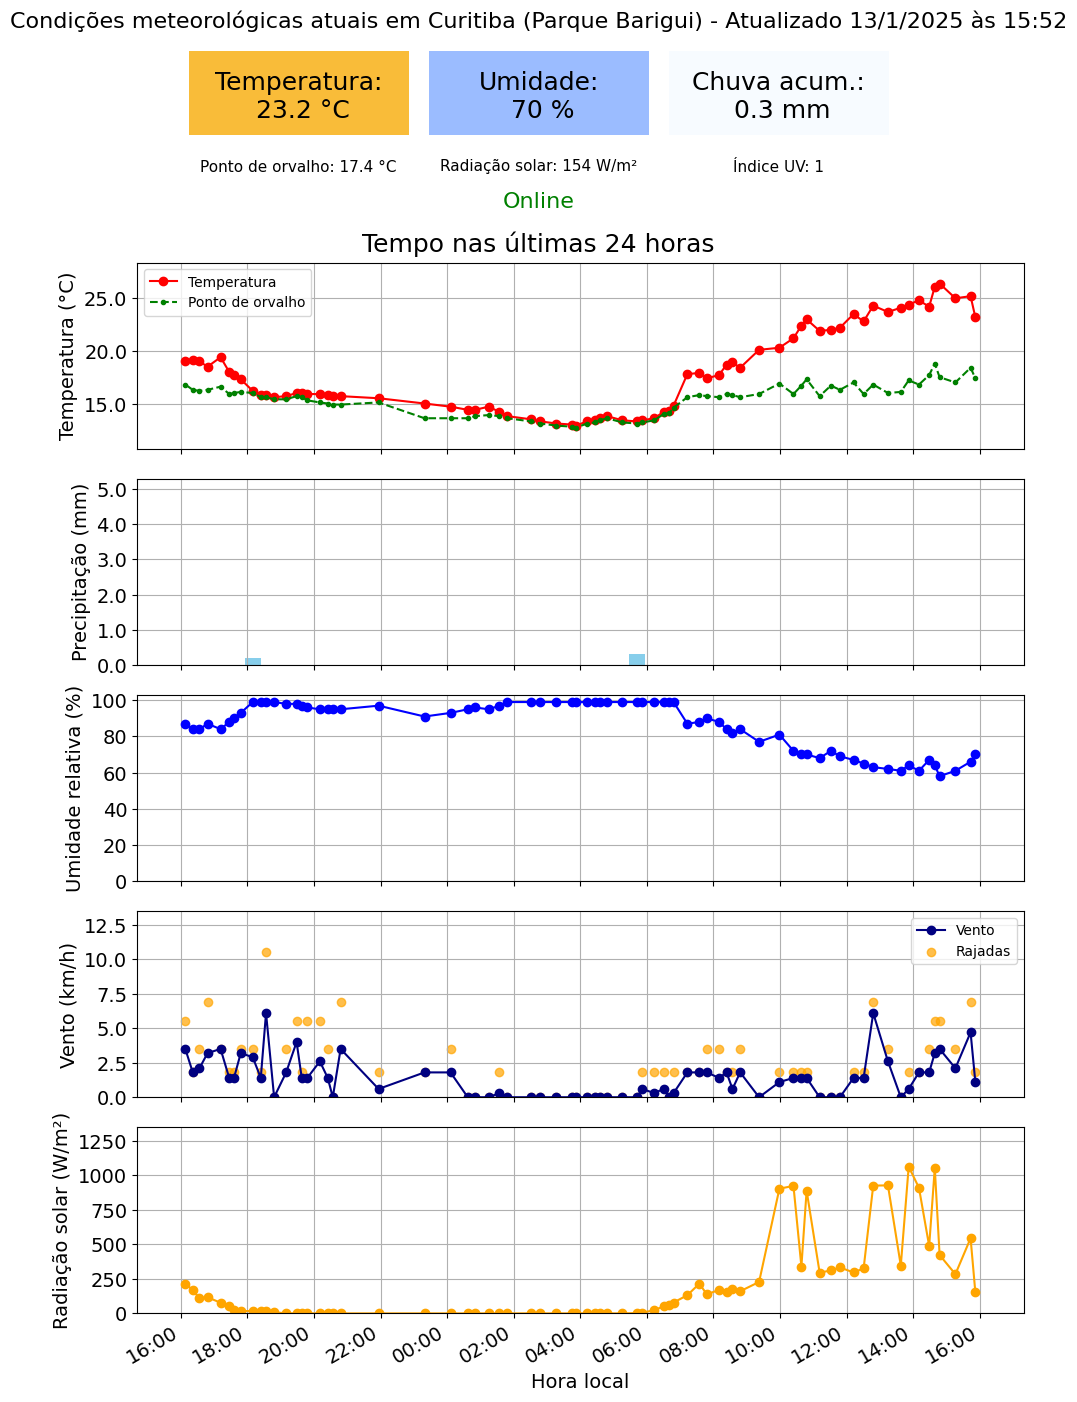 Condições meteorológicas atuais em Curitiba (Parque Barigui) - Atualizado 13/1/2025 às 15:52
Temperatura:
23.2 °C
Umidade:
70 %
Chuva acum.:
0.3 mm
Ponto de orvalho: 17.4 °C
Radiação solar: 154 W/m²
Índice UV: 1
Online
Tempo nas últimas 24 horas
Temperatura (°C)
25.0
20.0
15.0
Temperatura
Ponto de orvalho
Precipitação (mm)
5.0
4.0
3.0
2.0
1.0
0.0
Umidade relativa (%)
100
80
60
40
20
0
Vento (km/h)
12.5
10.0
7.5
5.0
2.5
0.0
Vento
Rajadas
Radiação solar (W/m²)
1250
1000
750
500
250
0
16:00
18:00
20:00
22:00
00:00
02:00
04:00
06:00
08:00
10:00
12:00
14:00
16:00
Hora local